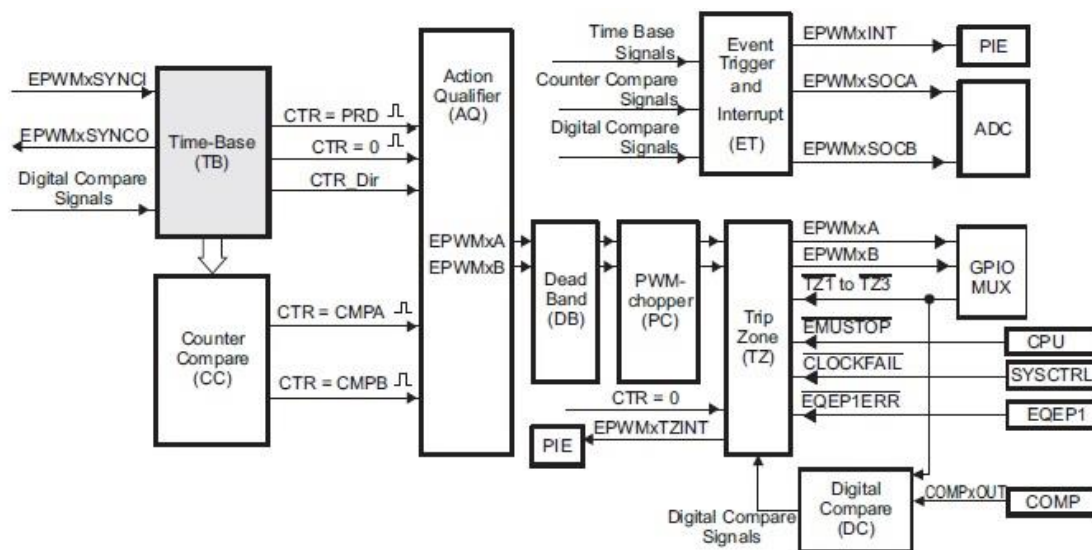 EPWMxSYNCI
EPWMxSYNCO
Digital Compare
Signals
Time-Base
(TB)
CTR = PRD
CTR = 0
CTR_Dir
Counter
Compare
(CC)
CTR = CMPA
CTR = CMPB
Action
Qualifier
(AQ)
EPWMxA
EPWMxB
Time Base
Signals
Counter Compare
Signals
Digital Compare
Signals
Event
Trigger
and
Interrupt
(ET)
EPWMxINT
PIE
EPWMxSOCA
EPWMxSOCB
ADC
Dead
Band
(DB)
PWM-
chopper
(PC)
Trip
Zone
(TZ)
EPWMxA
EPWMxB
TZ1 to TZ3
GPIO
MUX
EMUSTOP
CPU
CLOCKFAIL
SYSCTRL
EQEP1ERR
EQEP1
CTR = 0
EPWMxTZINT
PIE
Digital Compare
Signals
Digital
Compare
(DC)
COMPxOUT
COMP